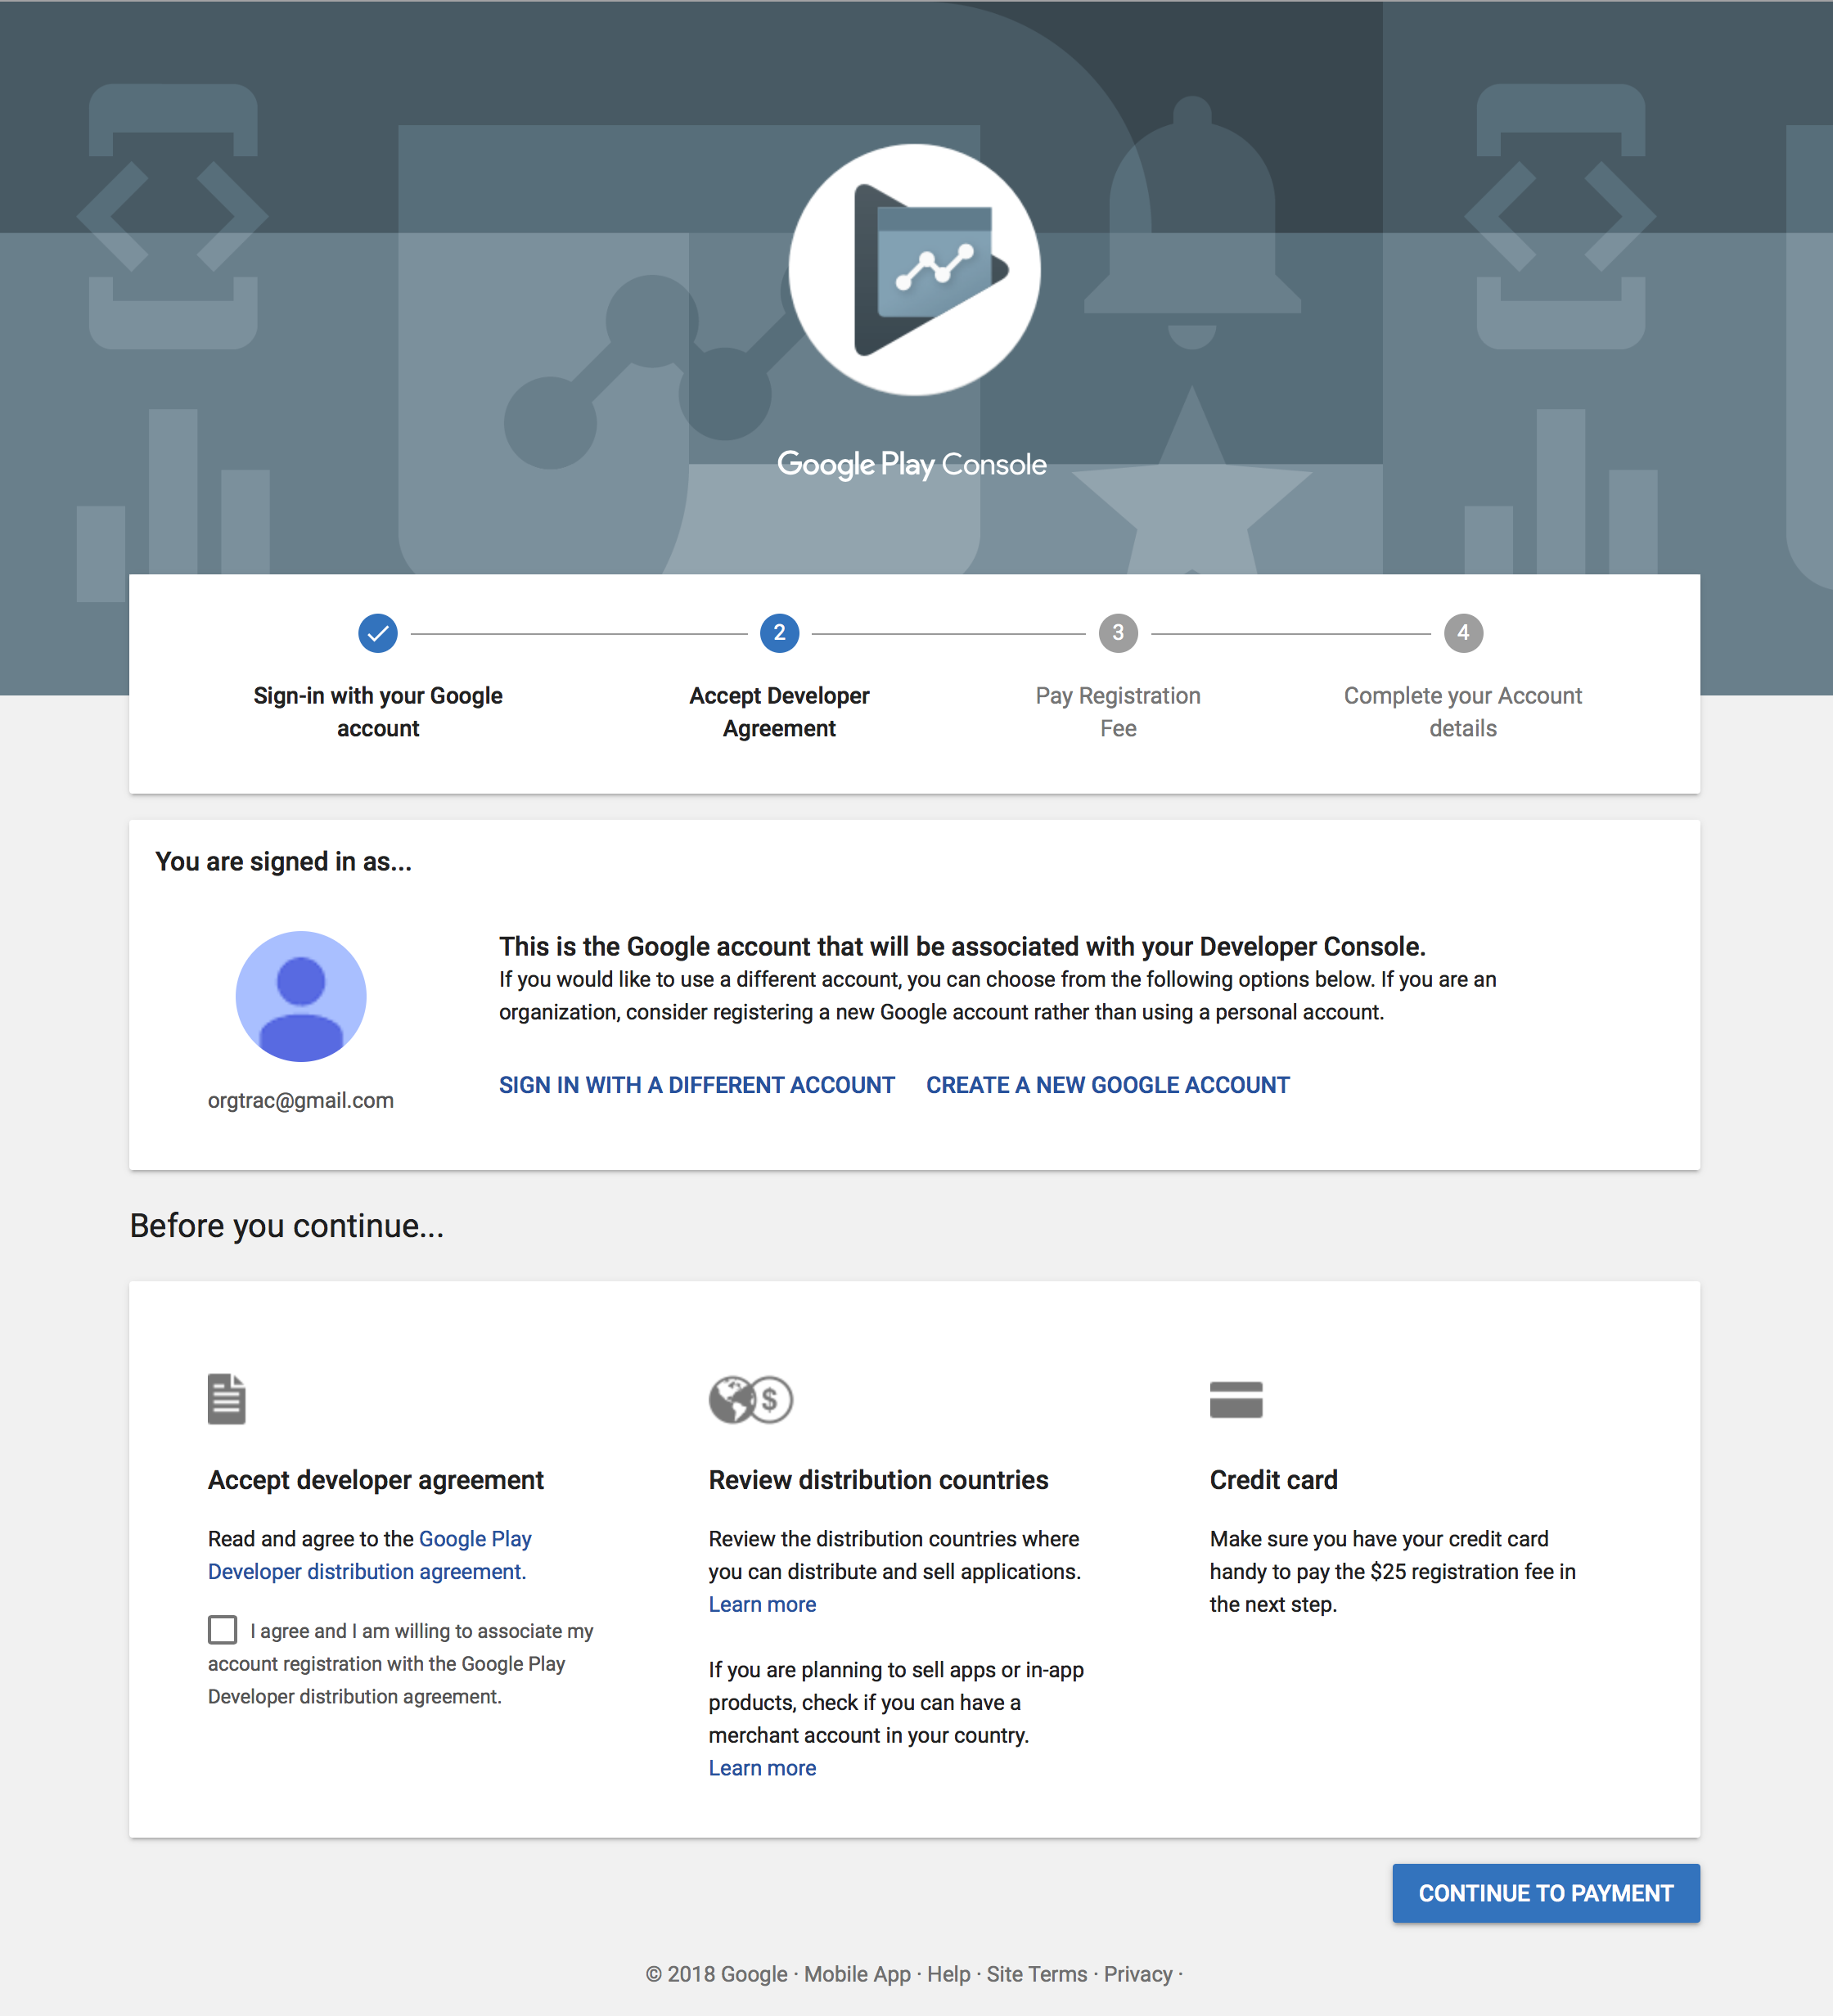 Google Play Console
2
3
4
Sign-in with your Google
account
Accept Developer
Agreement
Pay Registration
Fee
Complete your Account
details
You are signed in as...
This is the Google account that will be associated with your Developer Console.
If you would like to use a different account, you can choose from the following options below. If you are an
organization, consider registering a new Google account rather than using a personal account.
SIGN IN WITH A DIFFERENT ACCOUNT CREATE A NEW GOOGLE ACCOUNT
orgtrac@gmail.com
Before you continue...
$
Accept developer agreement
Read and agree to the Google Play
Developer distribution agreement.
I agree and I am willing to associate my
account registration with the Google Play
Developer distribution agreement.
Review distribution countries
Review the distribution countries where
you can distribute and sell applications.
Learn more
If you are planning to sell apps or in-app
products, check if you can have a
merchant account in your country.
Learn more
Credit card
Make sure you have your credit card
handy to pay the $25 registration fee in
the next step.
CONTINUE TO PAYMENT
© 2018 Google · Mobile App · Help · Site Terms · Privacy ·